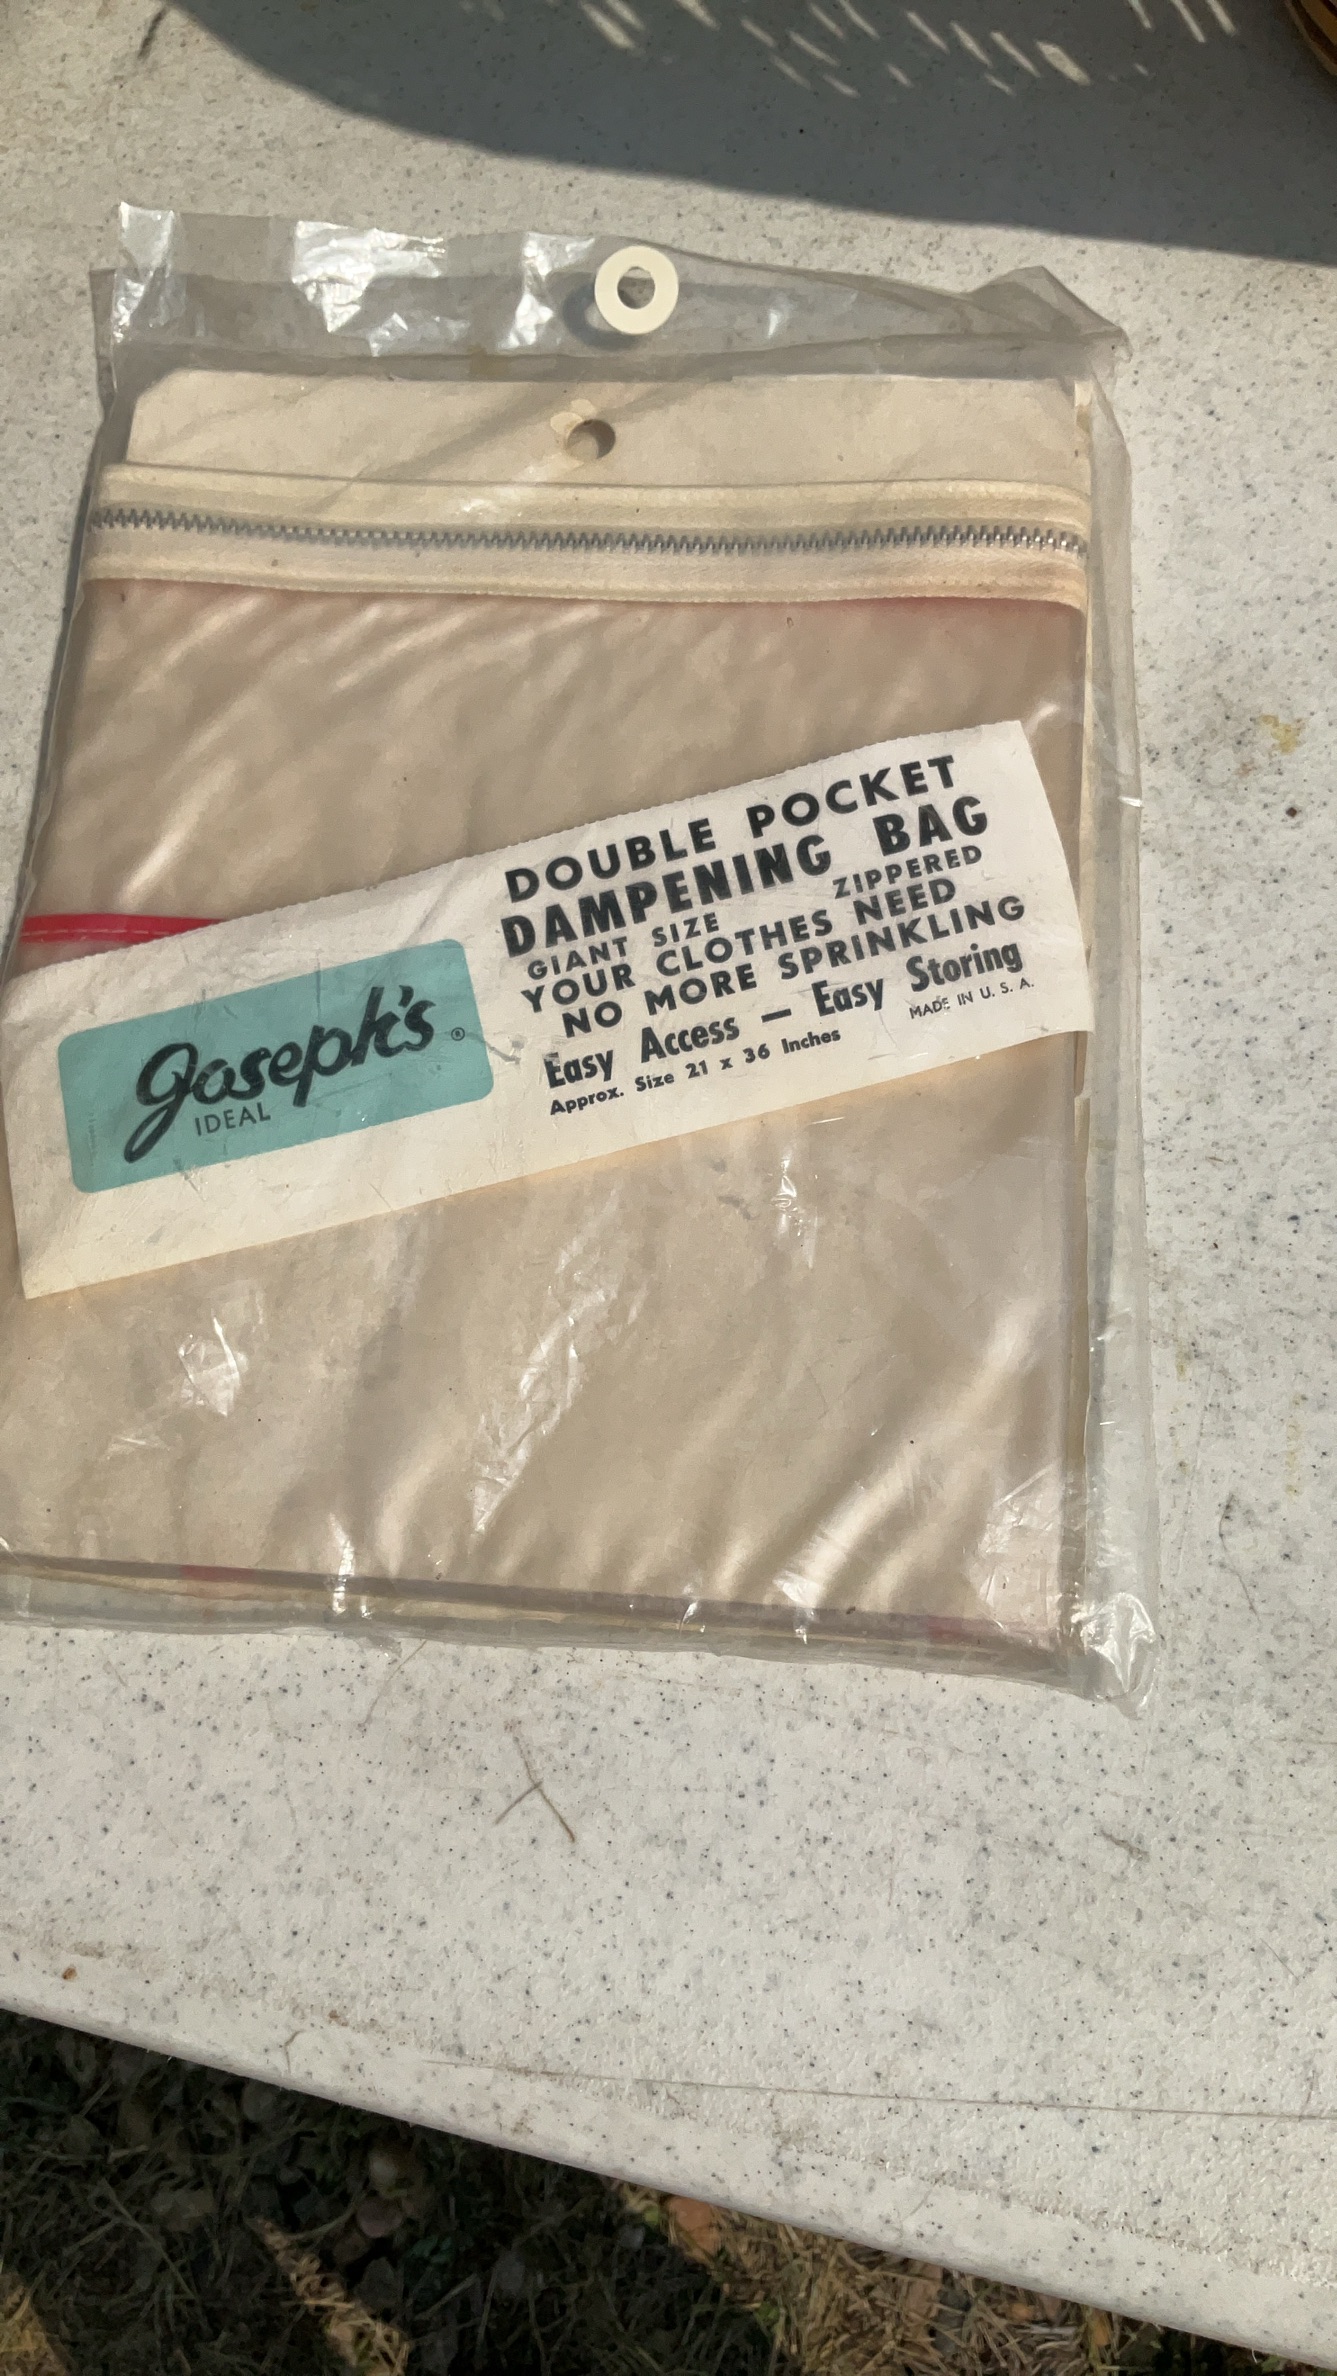 Joseph's ®
IDEAL
DOUBLE POCKET
DAMPENING BAG
GIANT SIZE ZIPPERED
YOUR CLOTHES NEED
NO MORE SPRINKLING
Easy Access — Easy Storing
Approx. Size 21 x 36 Inches
MADE IN U. S. A.